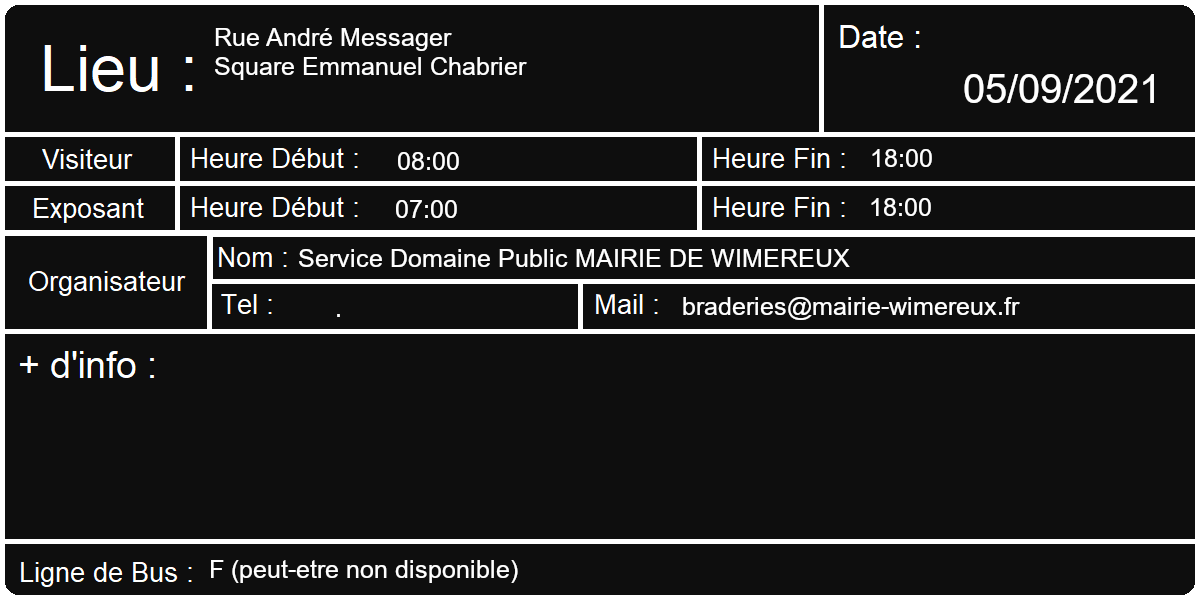 Lieu :
Rue André Messager
Square Emmanuel Chabrier
Date :
05/09/2021
Visiteur
Heure Début : 08:00
Heure Fin : 18:00
Exposant
Heure Début : 07:00
Heure Fin : 18:00
Organisateur
Nom : Service Domaine Public MAIRIE DE WIMEREUX
Tel : .
Mail : braderies@mairie-wimereux.fr
+ d'info :
Ligne de Bus : F (peut-etre non disponible)